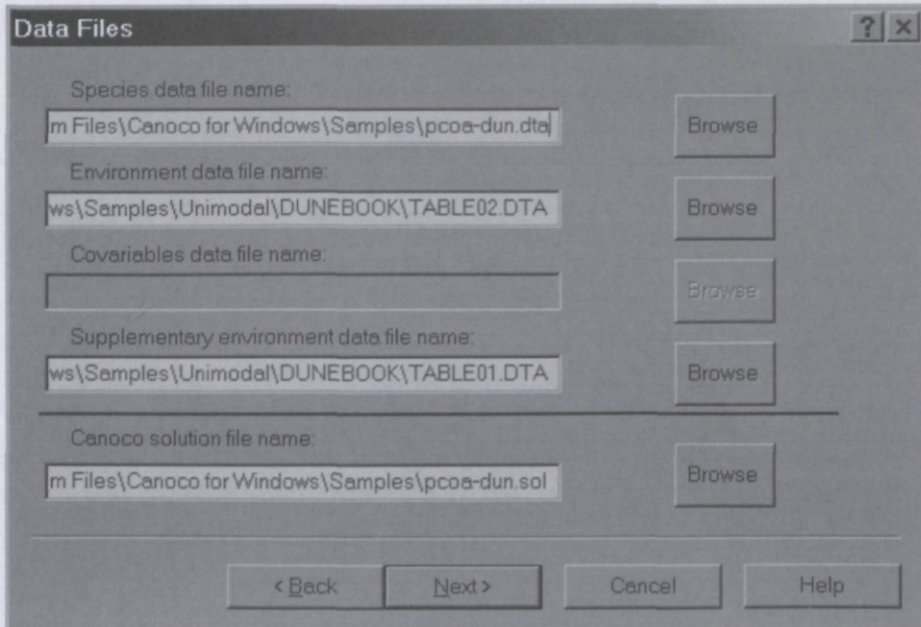 Data Files
Species data file name:
m Files\Canoco for Windows\Samples\pcoa-dun.dta
Browse
Environment data file name:
ws\Samples\Unimodal\DUNEBOOK\TABLE02.DTA
Browse
Covariables data file name:
Browse
Supplementary environment data file name:
ws\Samples\Unimodal\DUNEBOOK\TABLE01.DTA
Browse
Canoco solution file name:
m Files\Canoco for Windows\Samples\pcoa-dun.sol
Browse
< Back
Next >
Cancel
Help